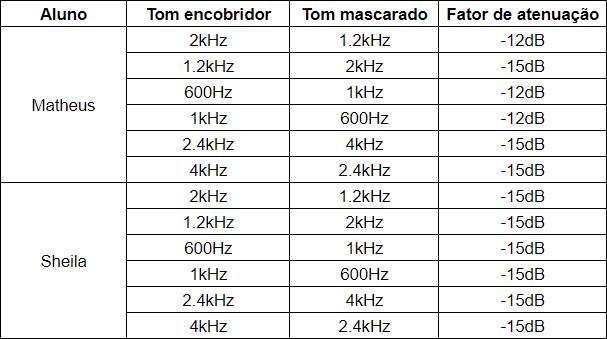 Aluno Tom encobridor Tom mascarado Fator de atenuação
2kHz 1.2kHz -12dB
1.2kHz 2kHz -15dB
600Hz 1kHz -12dB
Matheus
1kHz 600Hz -12dB
2.4kHz 4kHz -15dB
4kHz 2.4kHz -15dB
2kHz 1.2kHz -15dB
1.2kHz 2kHz -15dB
600Hz 1kHz -15dB
Sheila
1kHz 600Hz -15dB
2.4kHz 4kHz -15dB
4kHz 2.4kHz -15dB